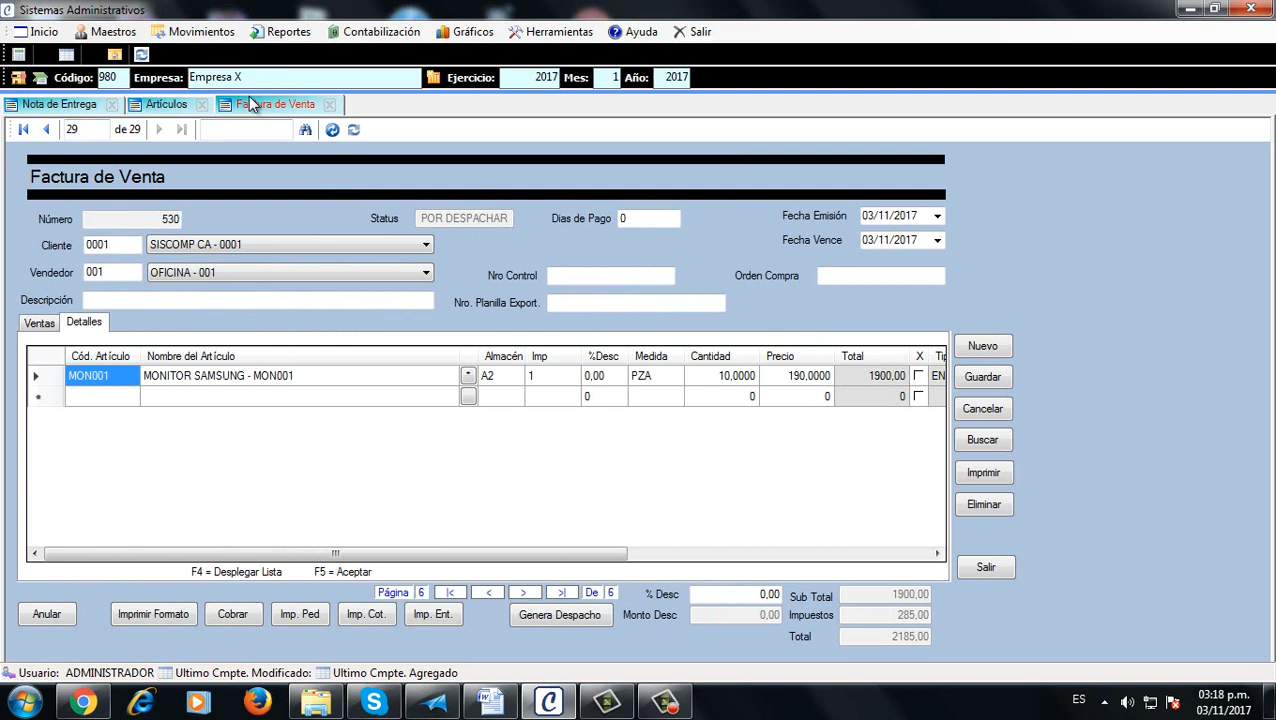 Sistemas Administrativos
Inicio Maestros Movimientos Reportes Contabilización Gráficos Herramientas Ayuda Salir
Código: 980 Empresa: Empresa X Ejercicio: 2017 Mes: 1 Año: 2017
Nota de Entrega Artículos Factura de Venta
29 de 29
Factura de Venta
Número 530 Status POR DESPACHAR Dias de Pago 0 Fecha Emisión 03/11/2017
Cliente 0001 SISCOMP CA - 0001 Fecha Vence 03/11/2017
Vendedor 001 OFICINA - 001 Nro Control Orden Compra
Descripción Nro. Planilla Export.
Ventas Detalles
Cód. Artículo Nombre del Artículo Almacén Imp %Desc Medida Cantidad Precio Total X Tip
MON001 MONITOR SAMSUNG - MON001 * A2 1 0,00 PZA 10,0000 190,0000 1900,00 EN
* 0 0 0 0
Nuevo
Guardar
Cancelar
Buscar
Imprimir
Eliminar
Salir
F4 = Desplegar Lista F5 = Aceptar
Página 6 |< < > >| De 6 % Desc 0,00 Sub Total 1900,00
Anular Imprimir Formato Cobrar Imp. Ped Imp. Cot. Imp. Ent. Genera Despacho Monto Desc 0,00 Impuestos 285,00
Total 2185,00
Usuario: ADMINISTRADOR Ultimo Cmpte. Modificado: Ultimo Cmpte. Agregado
ES 03:18 p.m.
03/11/2017